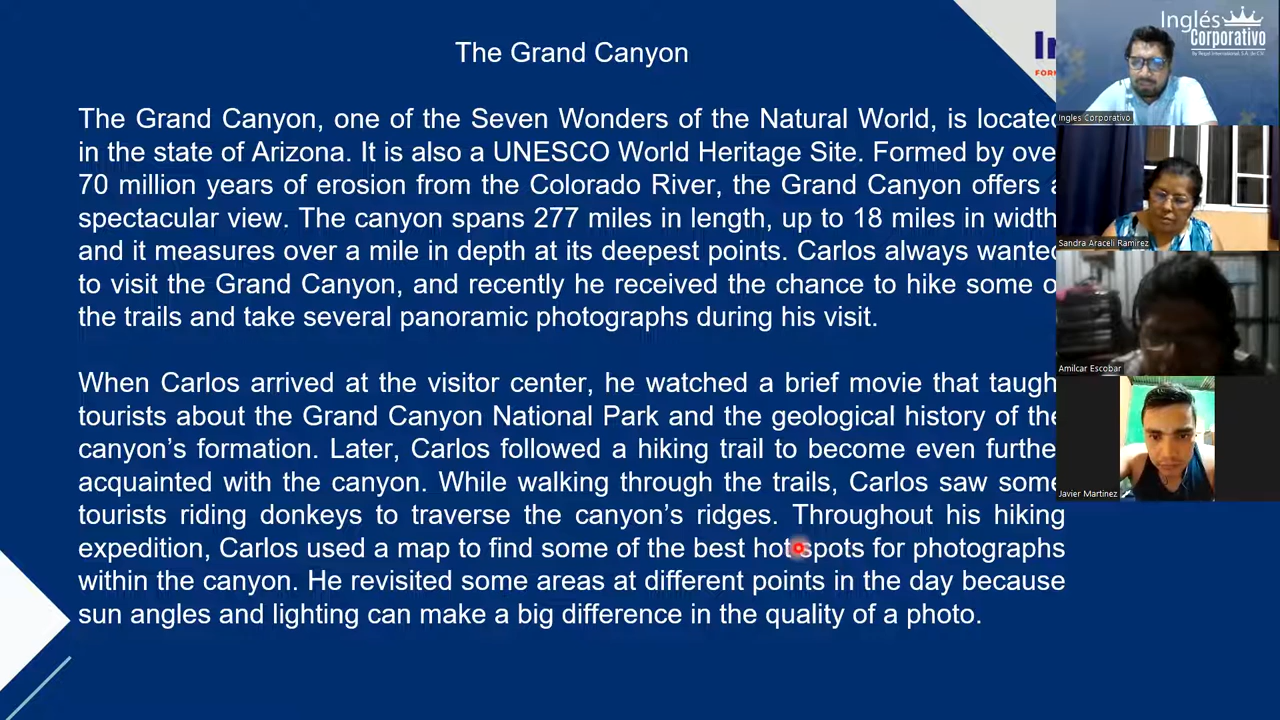 The Grand Canyon
The Grand Canyon, one of the Seven Wonders of the Natural World, is located
in the state of Arizona. It is also a UNESCO World Heritage Site. Formed by over
70 million years of erosion from the Colorado River, the Grand Canyon offers a
spectacular view. The canyon spans 277 miles in length, up to 18 miles in width
and it measures over a mile in depth at its deepest points. Carlos always wanted
to visit the Grand Canyon, and recently he received the chance to hike some o
the trails and take several panoramic photographs during his visit.
When Carlos arrived at the visitor center, he watched a brief movie that taugh
tourists about the Grand Canyon National Park and the geological history of the
canyon's formation. Later, Carlos followed a hiking trail to become even furthe
acquainted with the canyon. While walking through the trails, Carlos saw some
tourists riding donkeys to traverse the canyon's ridges. Throughout his hiking
expedition, Carlos used a map to find some of the best hot spots for photographs
within the canyon. He revisited some areas at different points in the day because
sun angles and lighting can make a big difference in the quality of a photo.
Inglés
Corporativo
Ingles Corporativo
Sandra Araceli Ramirez
Amilcar Escobar
Javier Martinez